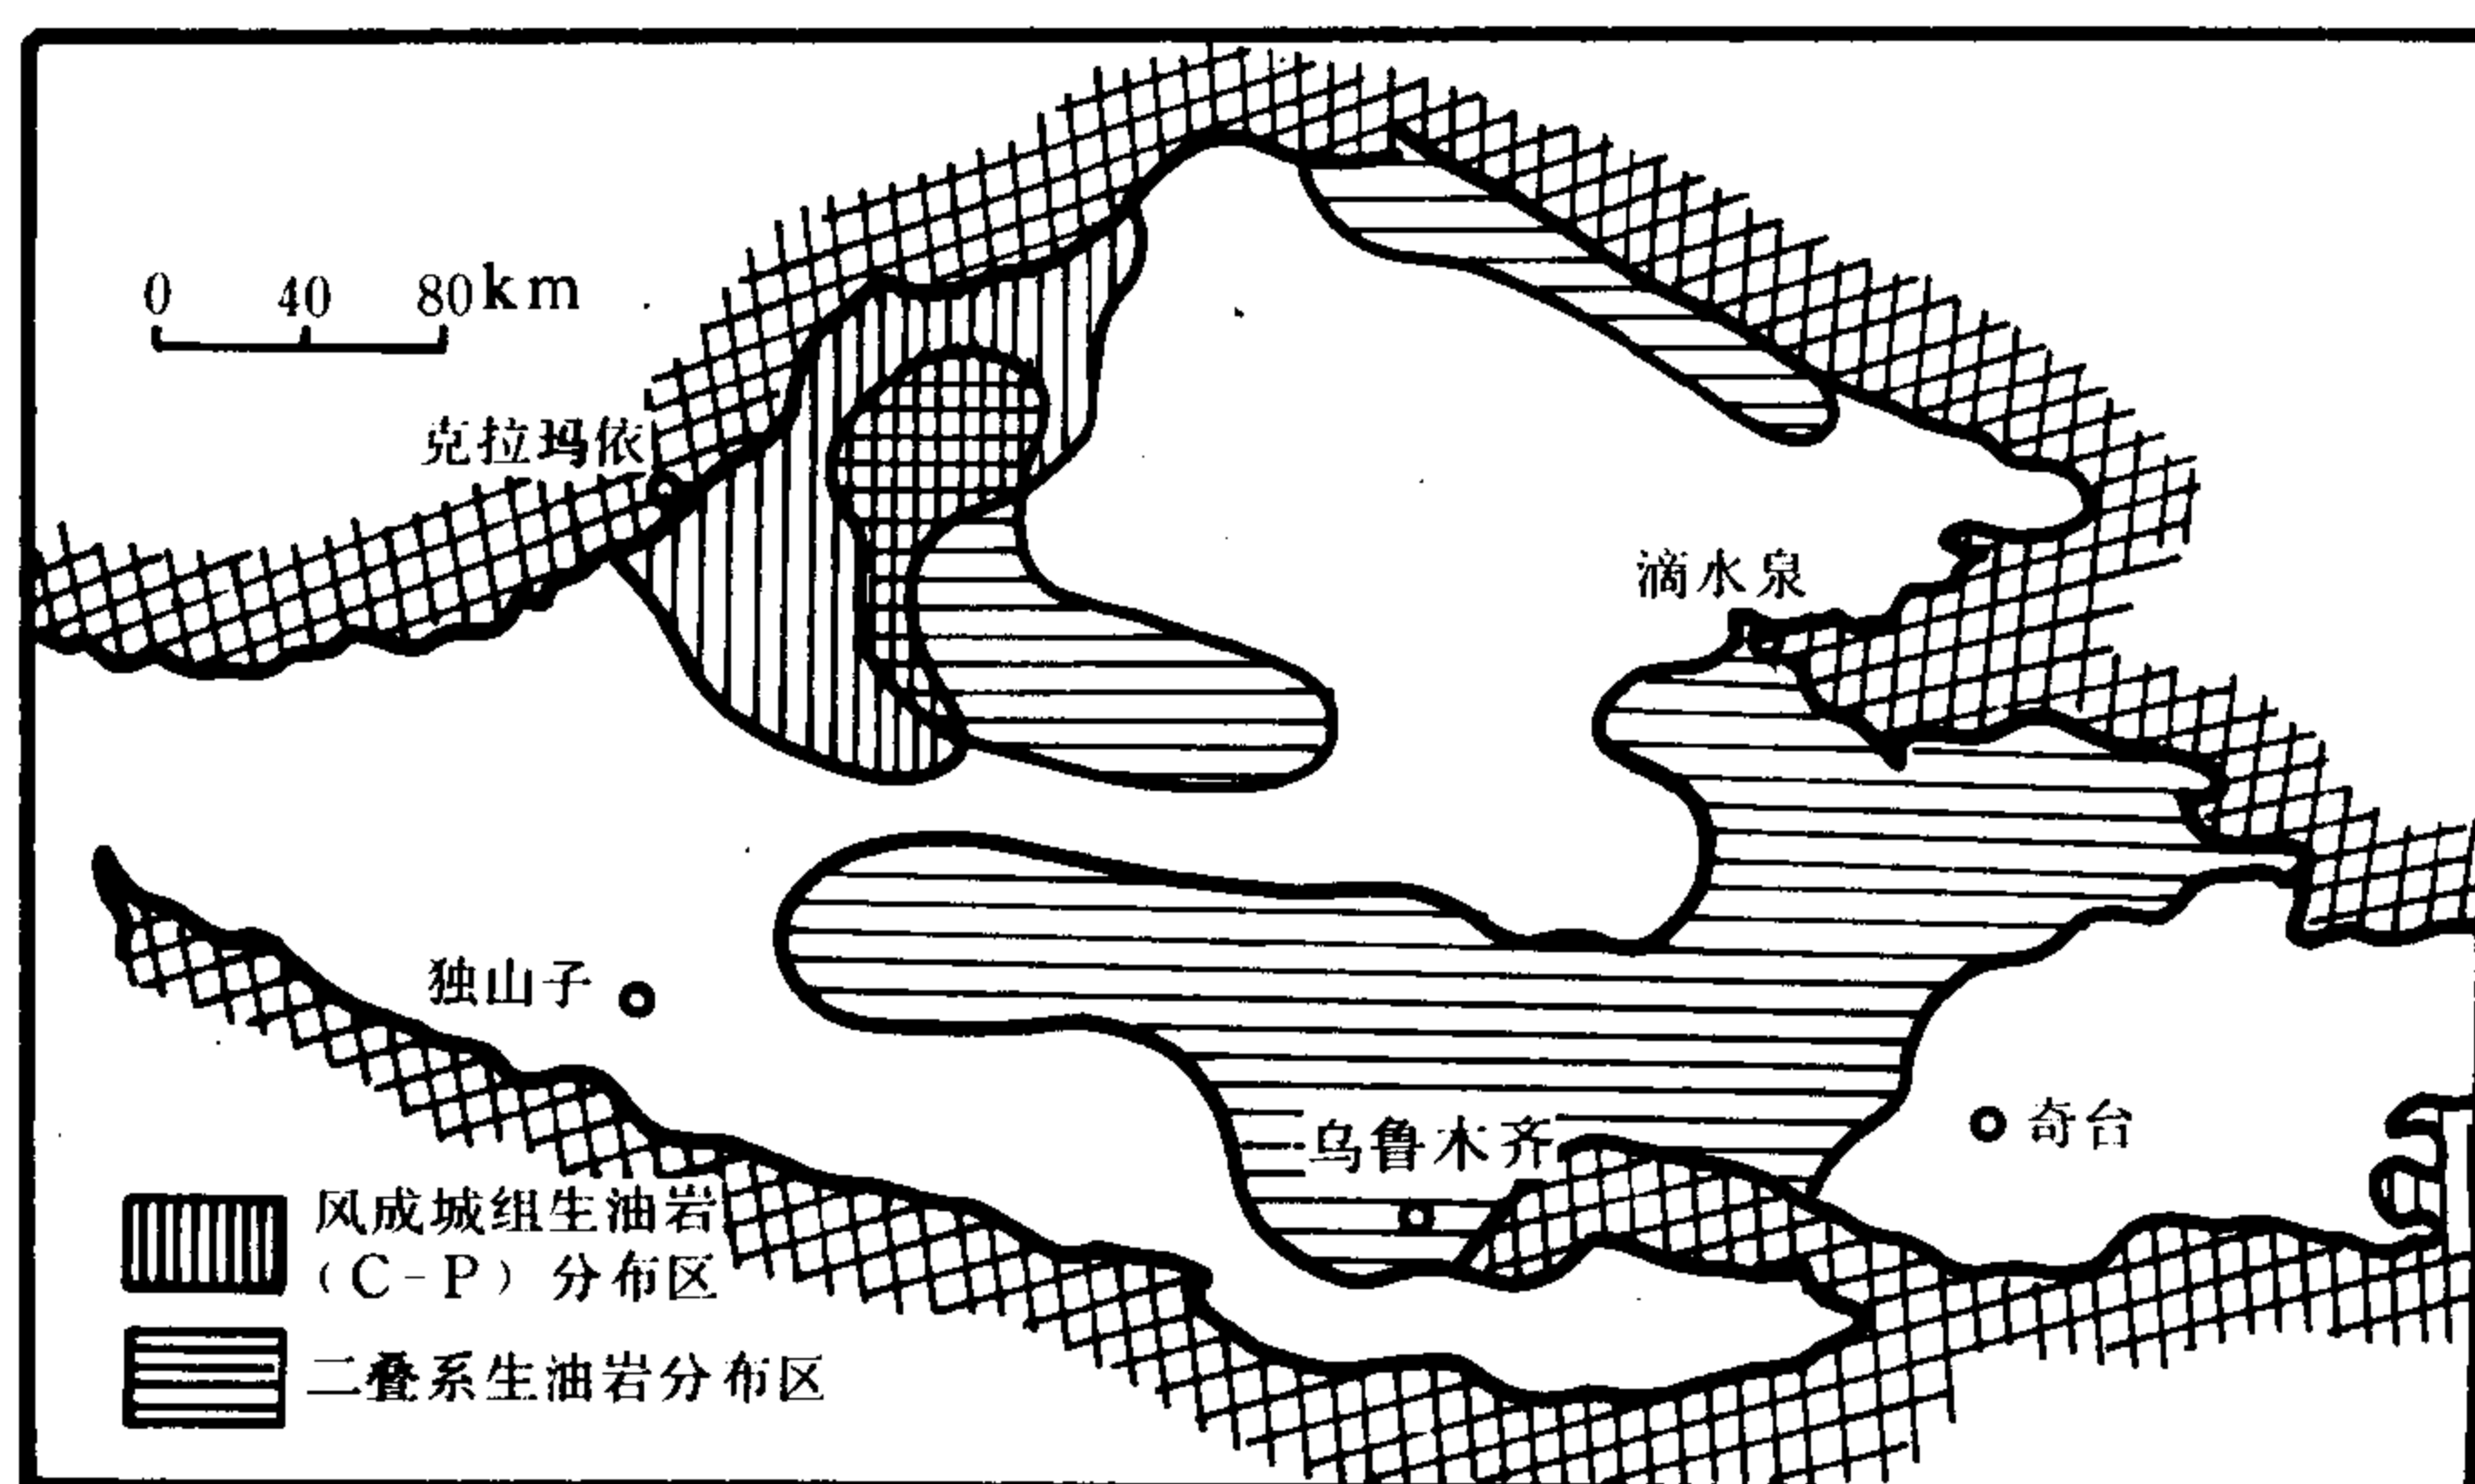 0 40 80km
克拉玛依
滴水泉
独山子
奇台
乌鲁木齐
风成城组生油岩
(C-P) 分布区
二叠系生油岩分布区